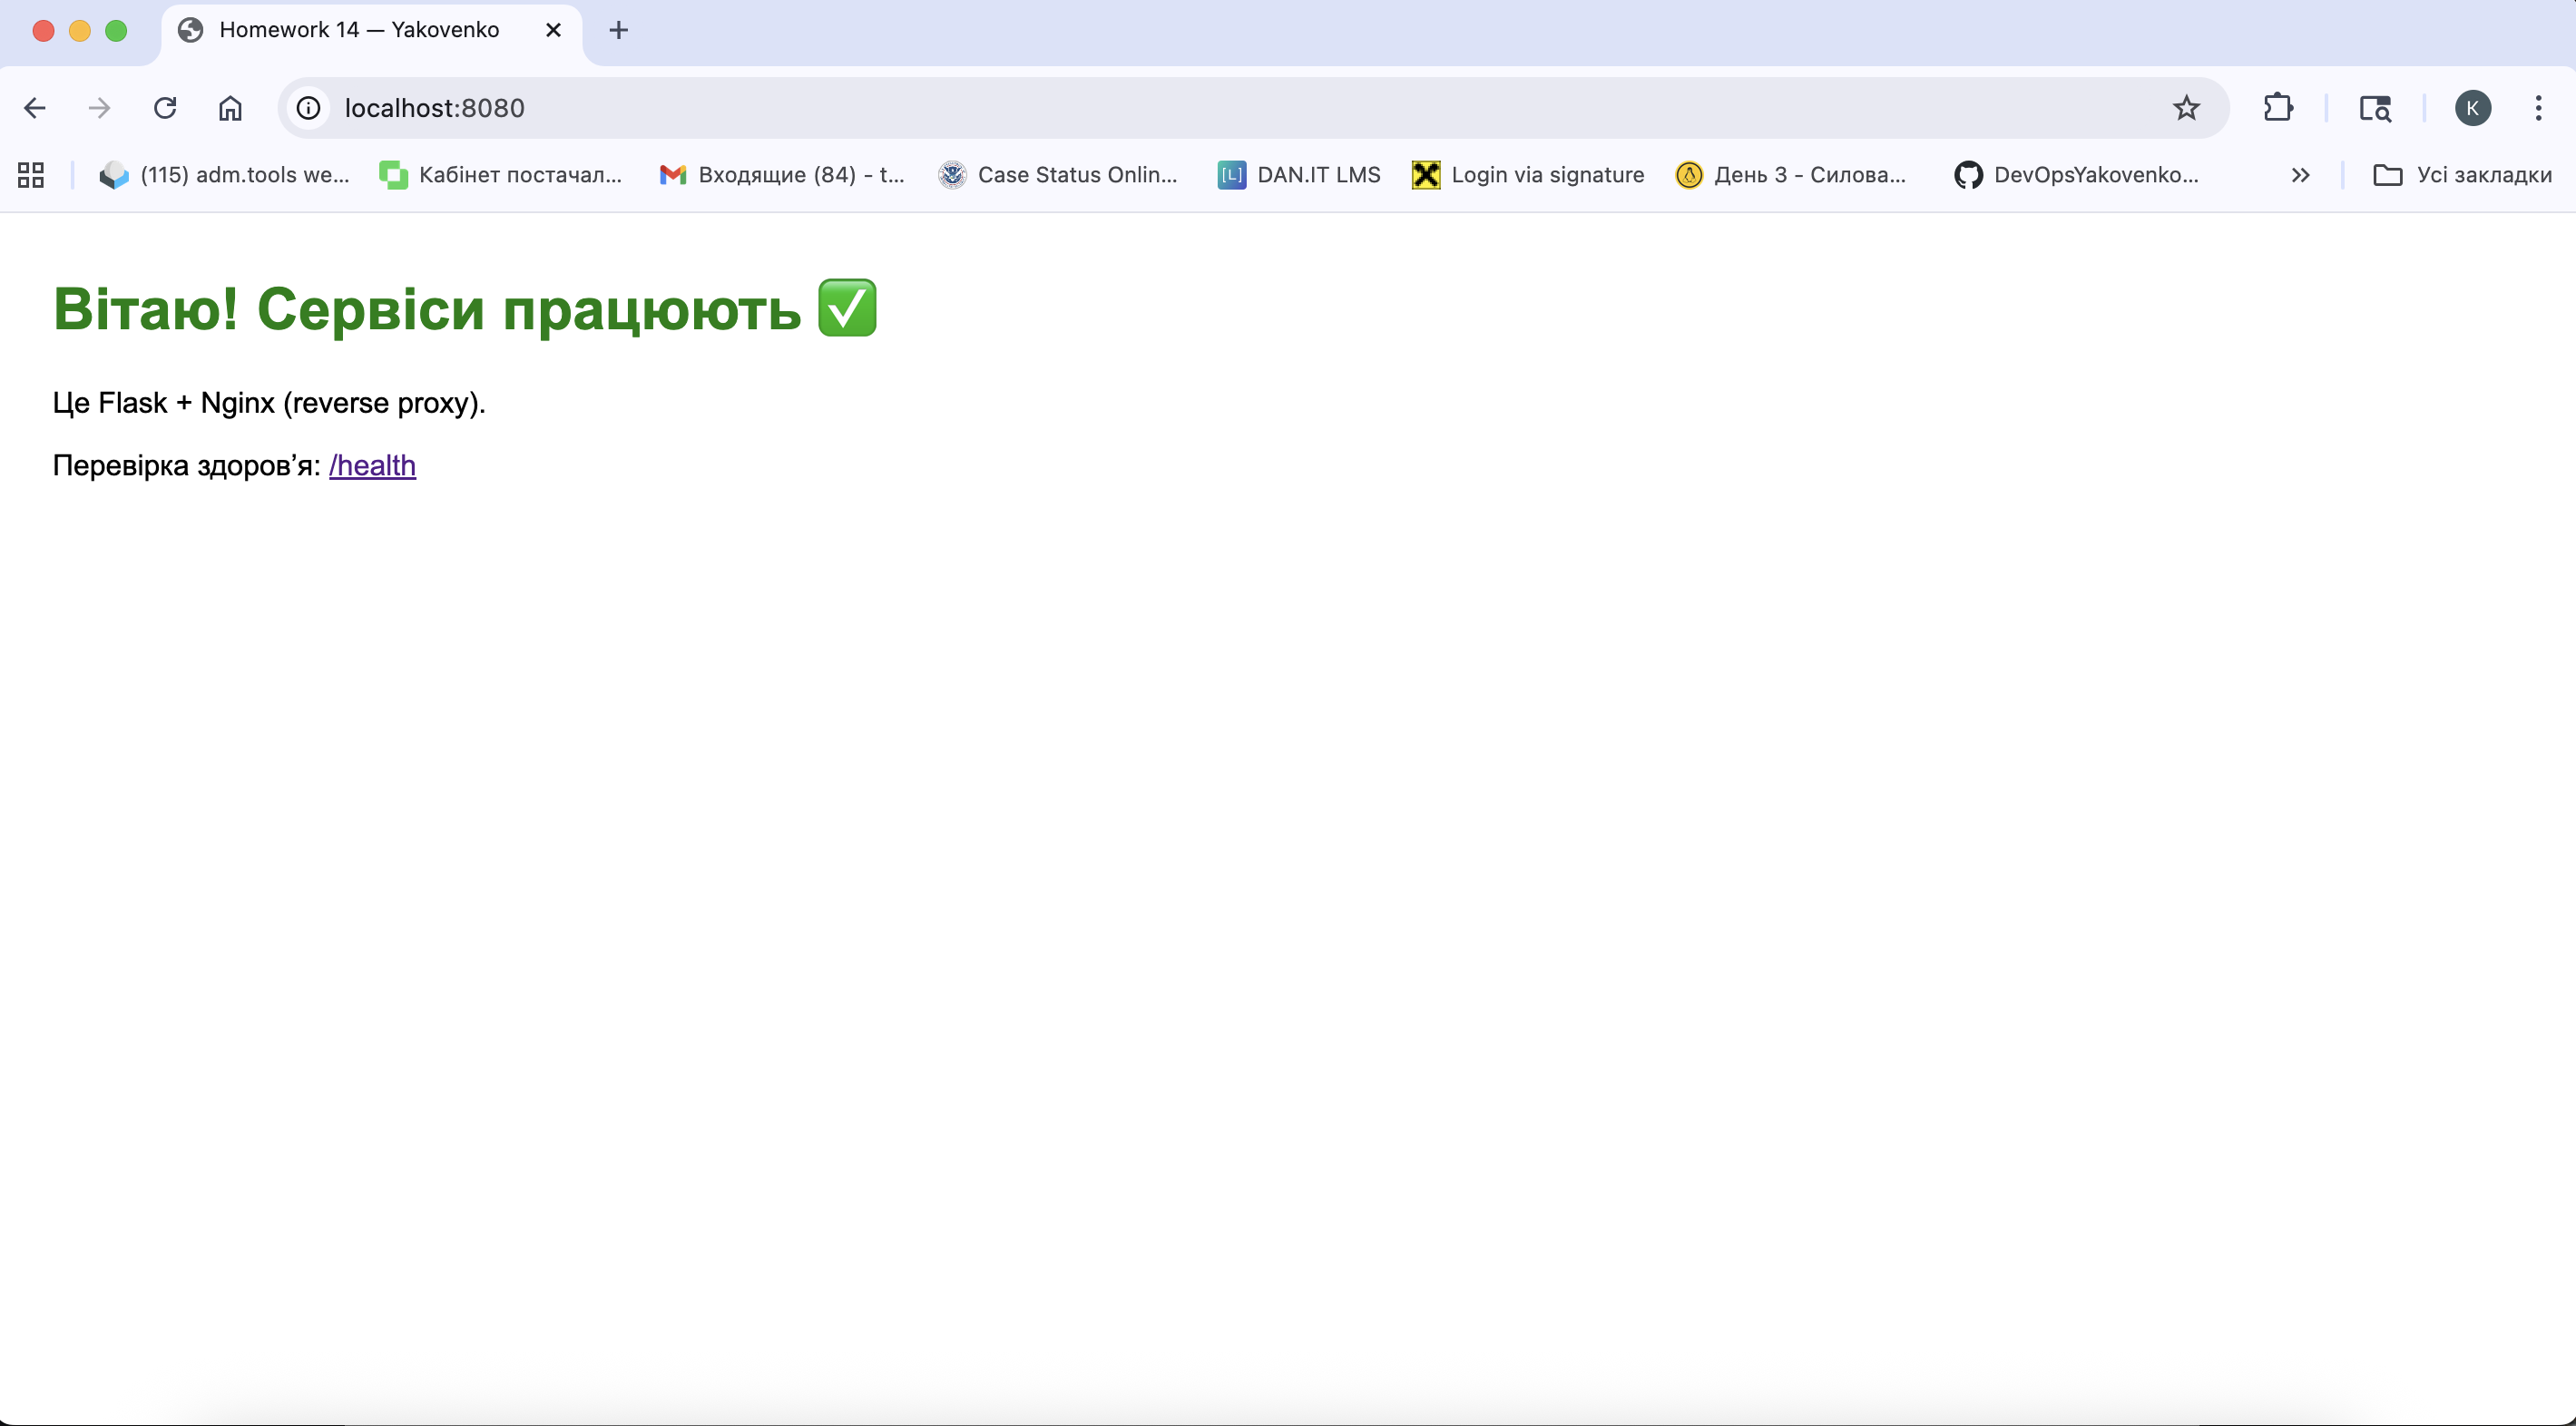 Homework 14 — Yakovenko
localhost:8080
(115) adm.tools we...
Кабінет постачал...
Входящие (84) - t...
Case Status Onlin...
[L] DAN.IT LMS
Login via signature
День 3 - Силова...
DevOpsYakovenko...
Усі закладки
K
Вітаю! Сервіси працюють ✅
Це Flask + Nginx (reverse proxy).
Перевірка здоров’я: /health